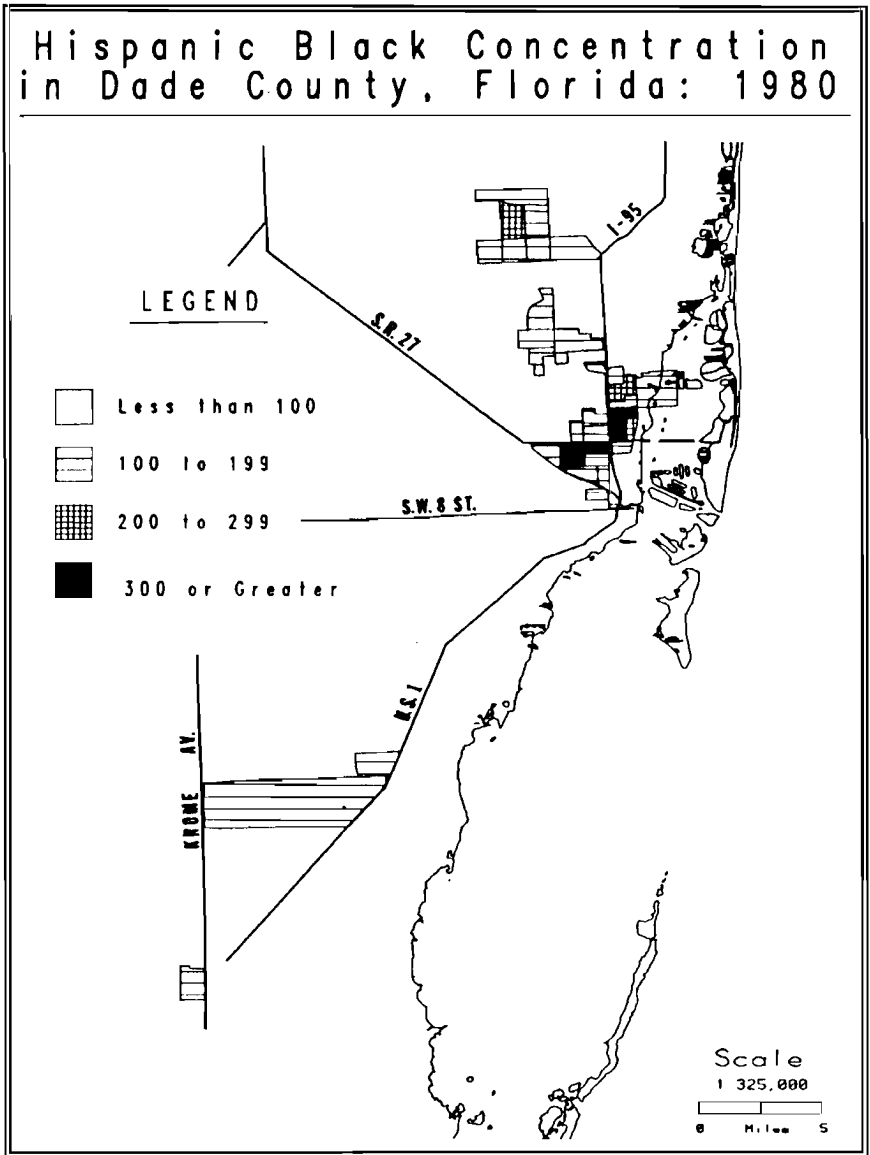 Hispanic Black Concentration
in Dade County, Florida: 1980
I-95
LEGEND
S.R. 27
Less than 100
100 to 199
S.W. 8 ST.
200 to 299
300 or Greater
U.S. 1
KROME AV.
Scale
1 325,000
0 Miles 5